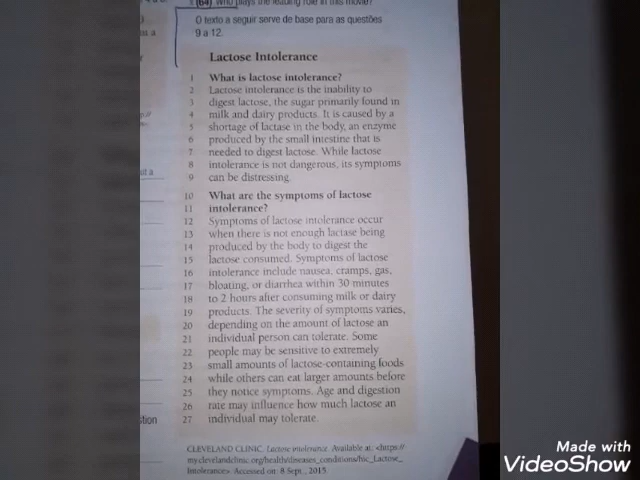 (64) Who plays the leading role in this movie?
O texto a seguir serve de base para as questões
9 a 12.
Lactose Intolerance
1 What is lactose intolerance?
2 Lactose intolerance is the inability to
3 digest lactose, the sugar primarily found in
4 milk and dairy products. It is caused by a
5 shortage of lactase in the body, an enzyme
6 produced by the small intestine that is
7 needed to digest lactose. While lactose
8 intolerance is not dangerous, its symptoms
9 can be distressing.
10 What are the symptoms of lactose
11 intolerance?
12 Symptoms of lactose intolerance occur
13 when there is not enough lactase being
14 produced by the body to digest the
15 lactose consumed. Symptoms of lactose
16 intolerance include nausea, cramps, gas,
17 bloating, or diarrhea within 30 minutes
18 to 2 hours after consuming milk or dairy
19 products. The severity of symptoms varies,
20 depending on the amount of lactose an
21 individual person can tolerate. Some
22 people may be sensitive to extremely
23 small amounts of lactose-containing foods
24 while others can eat larger amounts before
25 they notice symptoms. Age and digestion
26 rate may influence how much lactose an
27 individual may tolerate.
CLEVELAND CLINIC. Lactose intolerance. Available at: <https://
my.clevelandclinic.org/health/diseases_conditions/hic_Lactose_
Intolerance>. Accessed on: 8 Sept., 2015.
Made with
VideoShow